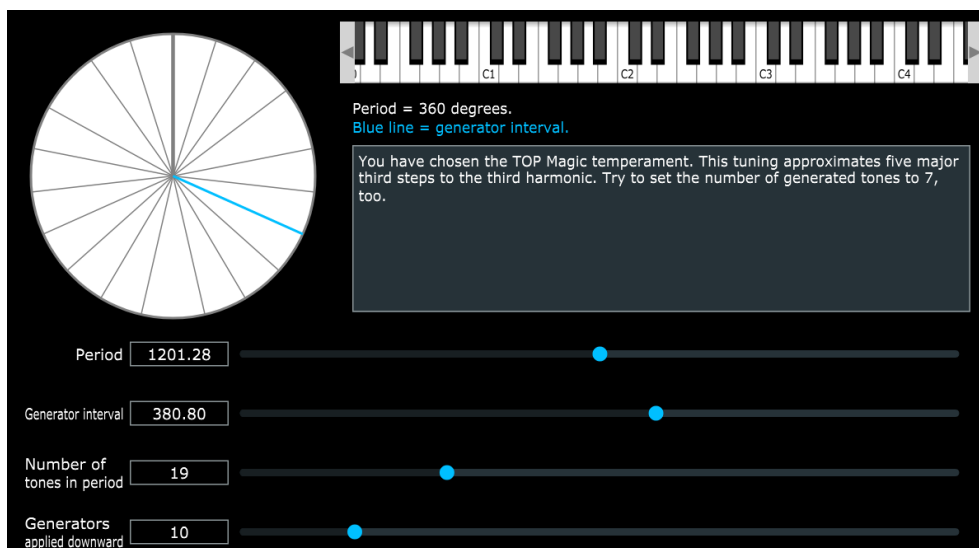 C1
C2
C3
C4
Period = 360 degrees.
Blue line = generator interval.
You have chosen the TOP Magic temperament. This tuning approximates five major
third steps to the third harmonic. Try to set the number of generated tones to 7,
too.
Period 1201.28
Generator interval 380.80
Number of
tones in period 19
Generators
applied downward 10